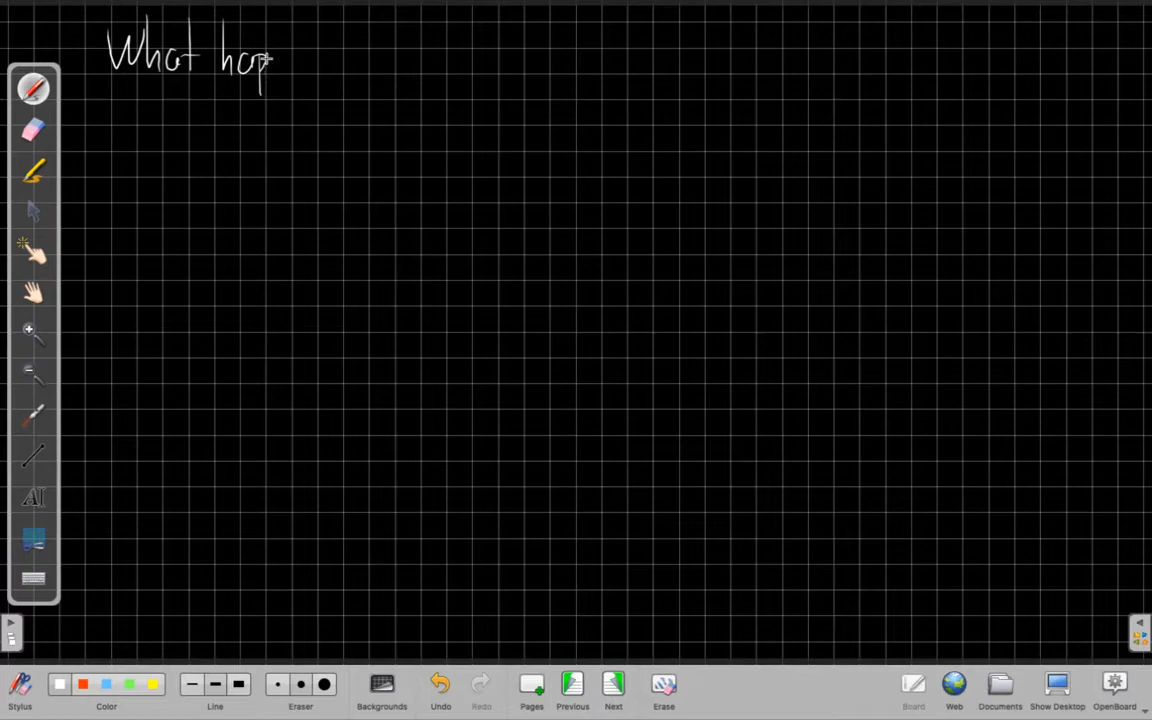 What hap
Stylus
Color
Line
Eraser
Backgrounds
Undo
Redo
Pages
Previous
Next
Erase
Board
Web
Documents
Show Desktop
OpenBoard